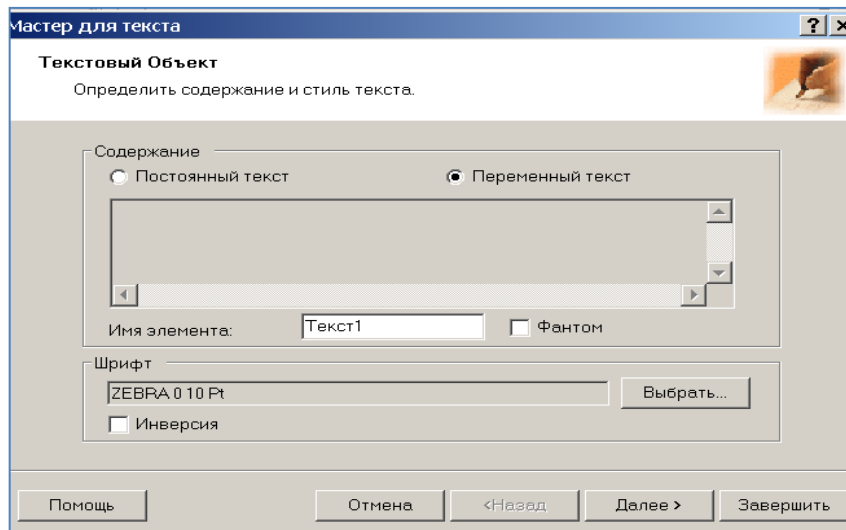 Мастер для текста
Текстовый Объект
Определить содержание и стиль текста.
Содержание
Постоянный текст Переменный текст
Имя элемента: Текст1 Фантом
Шрифт
ZEBRA 0 10 Pt Выбрать...
Инверсия
Помощь Отмена <Назад Далее > Завершить